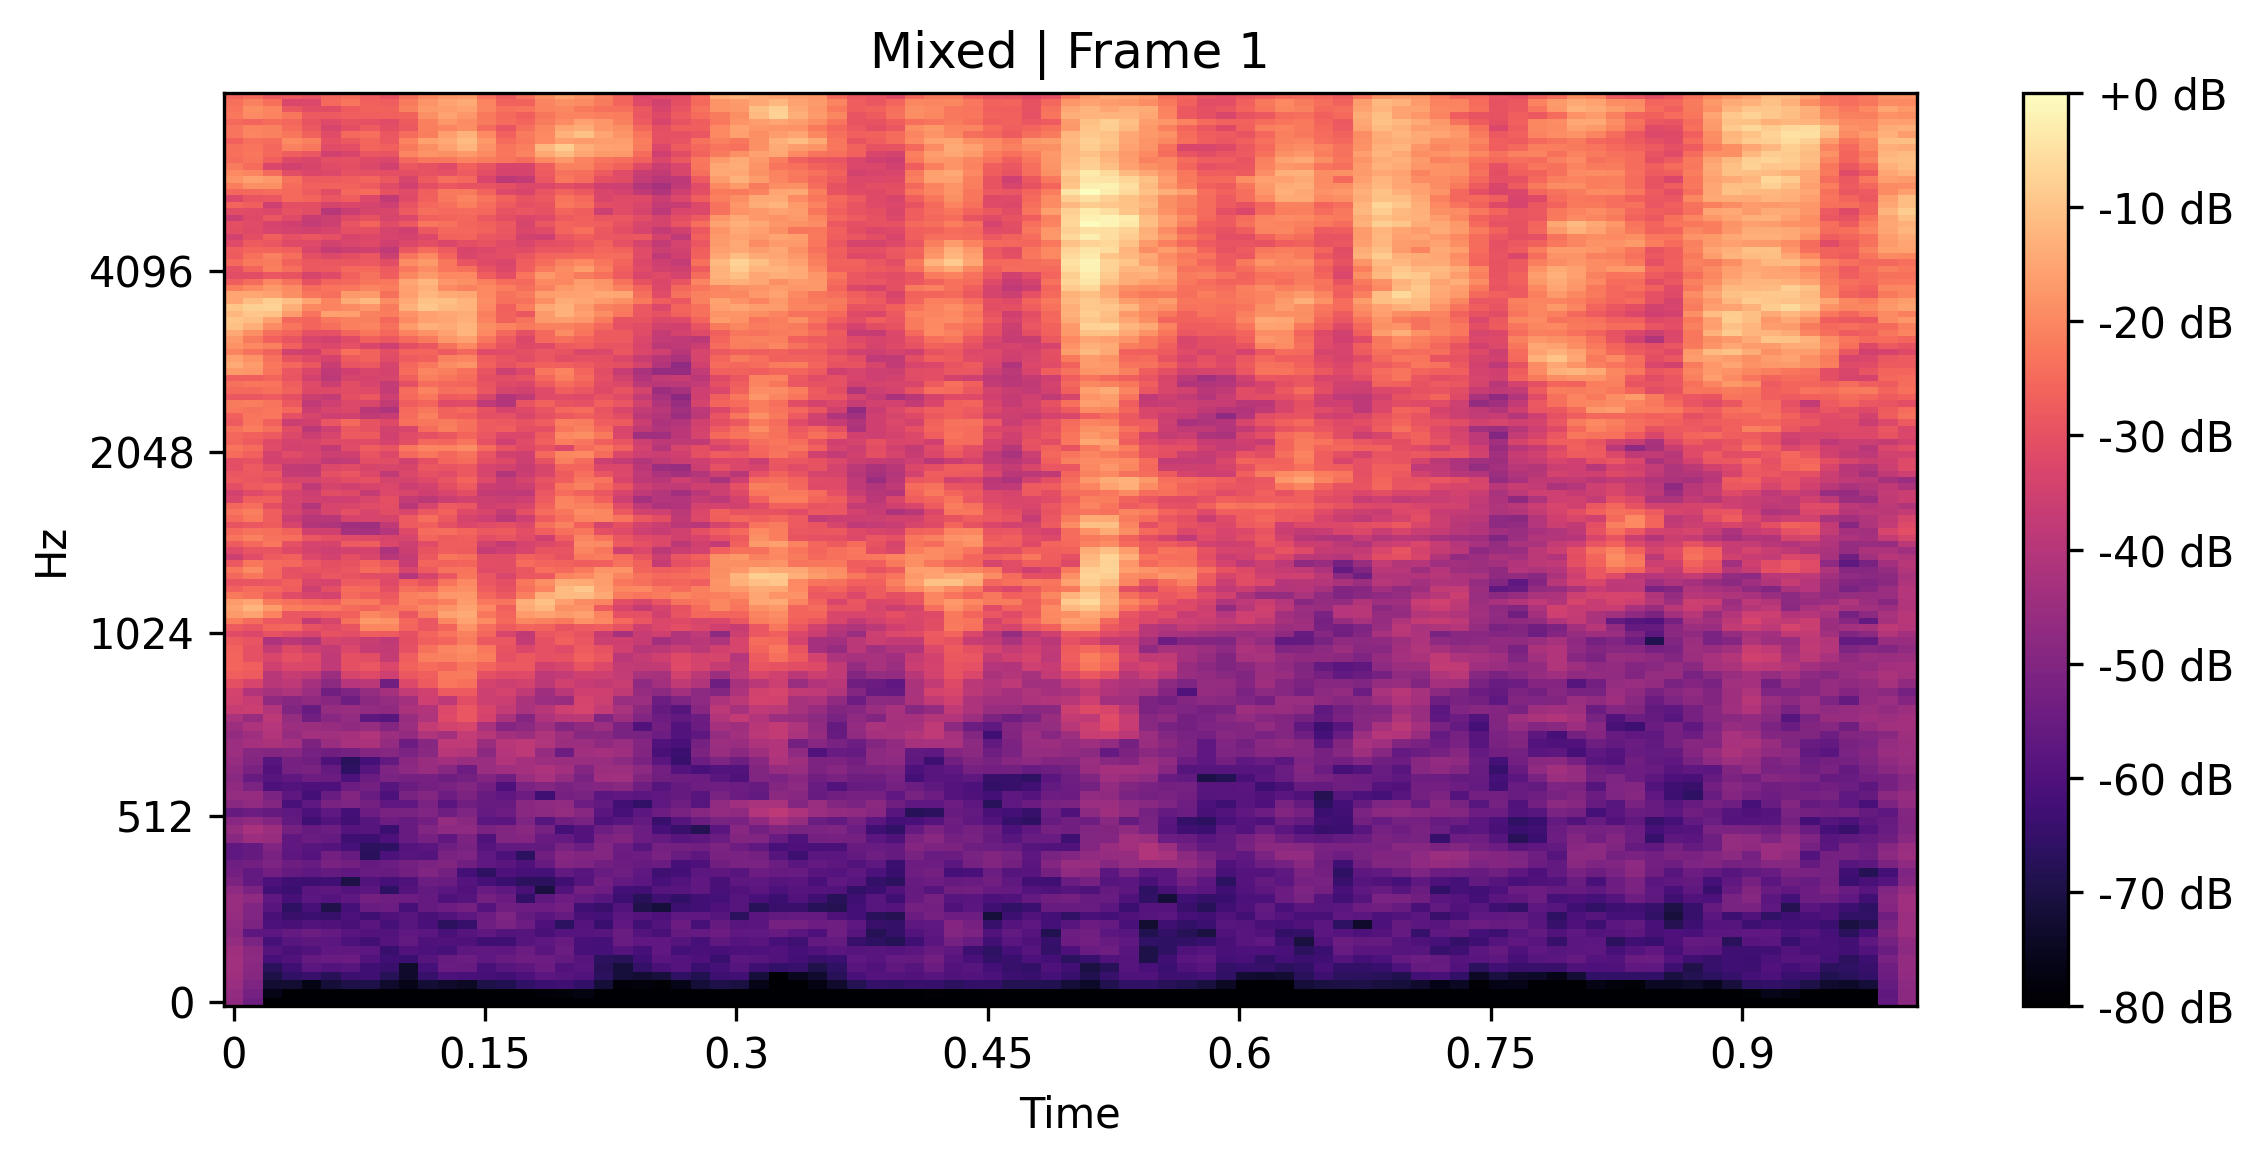 Mixed | Frame 1
+0 dB
-10 dB
-20 dB
-30 dB
-40 dB
-50 dB
-60 dB
-70 dB
-80 dB
Hz
4096
2048
1024
512
0
0 0.15 0.3 0.45 0.6 0.75 0.9
Time